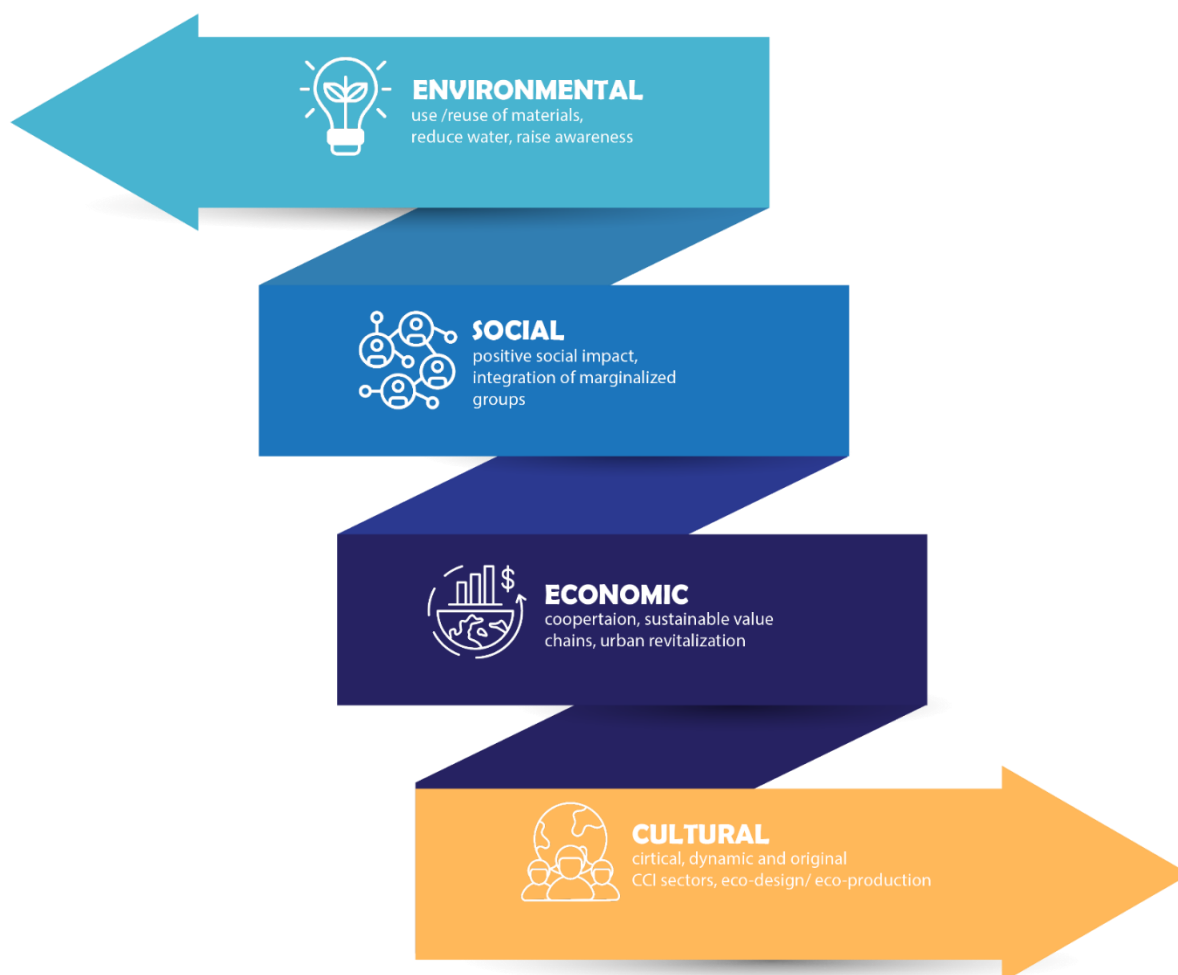 ENVIRONMENTAL
use /reuse of materials,
reduce water, raise awareness
SOCIAL
positive social impact,
integration of marginalized
groups
$
ECONOMIC
coopertaion, sustainable value
chains, urban revitalization
CULTURAL
cirtical, dynamic and original
CCI sectors, eco-design/ eco-production